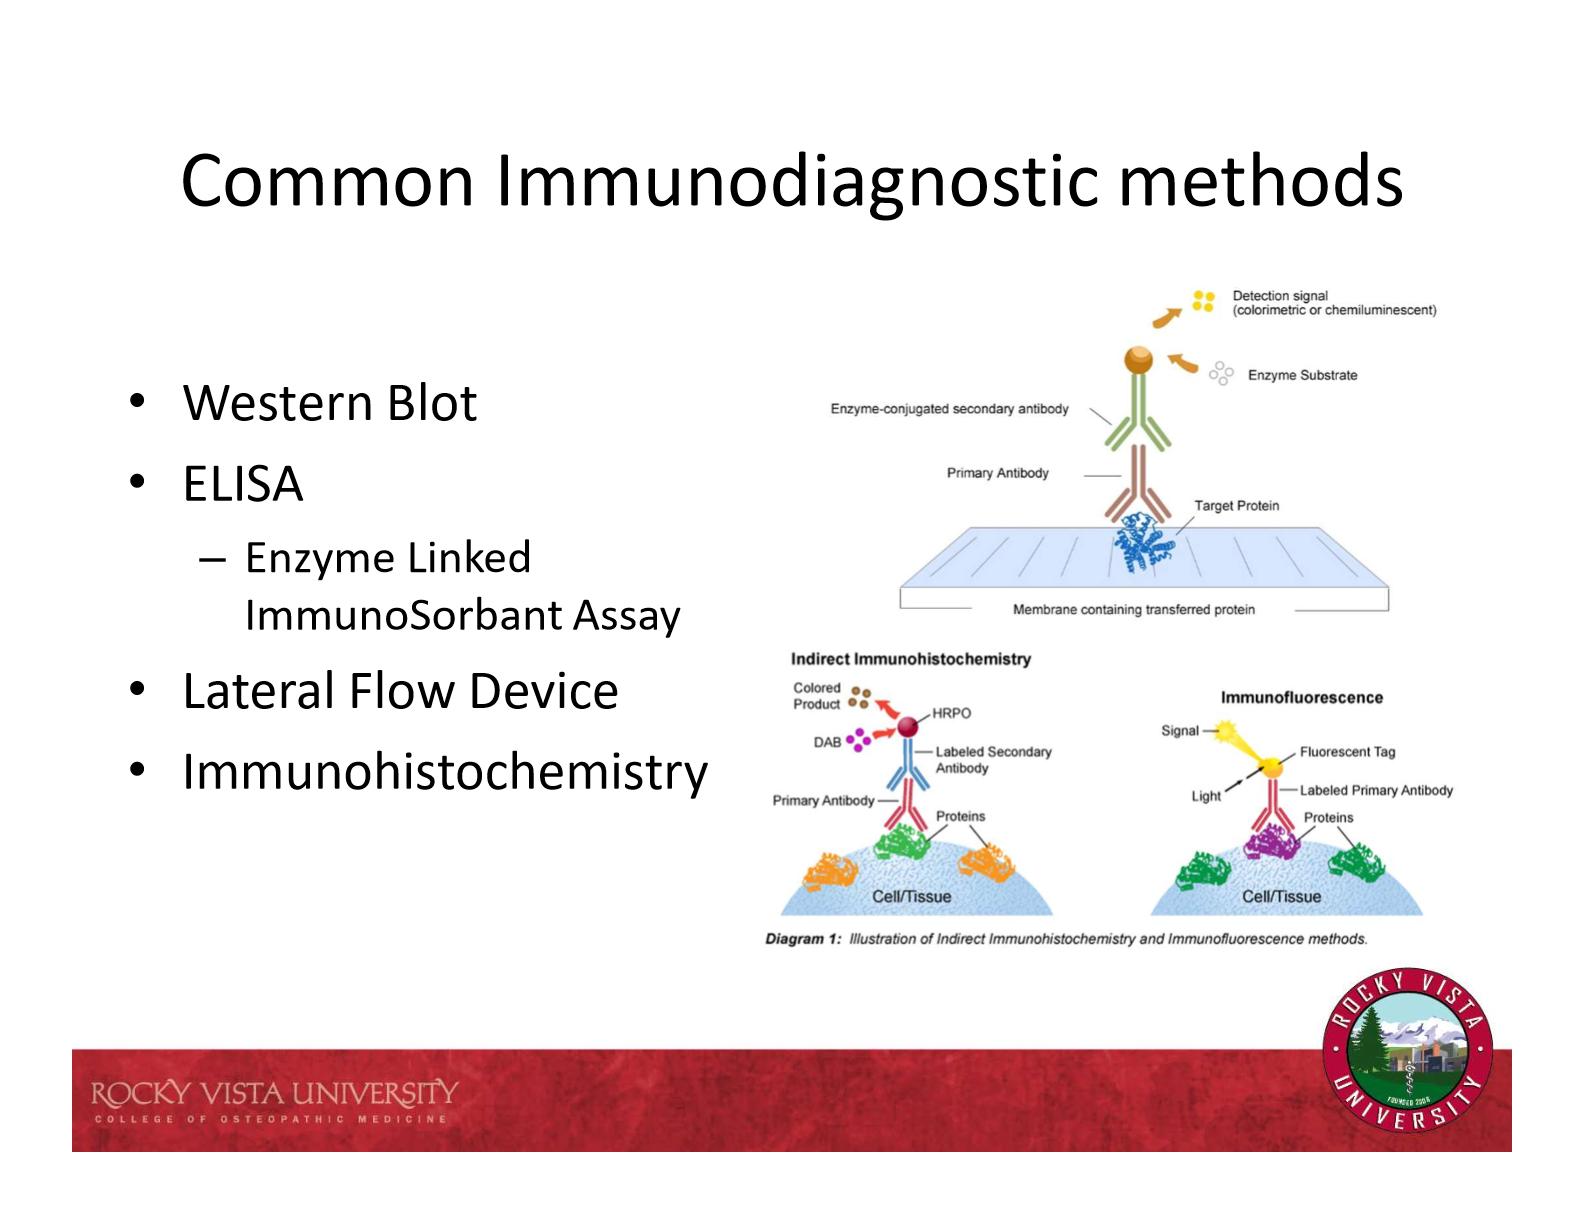 Common Immunodiagnostic methods
• Western Blot
• ELISA
– Enzyme Linked
ImmunoSorbant Assay
• Lateral Flow Device
• Immunohistochemistry
Detection signal
(colorimetric or chemiluminescent)
Enzyme Substrate
Enzyme-conjugated secondary antibody
Primary Antibody
Target Protein
Membrane containing transferred protein
Indirect Immunohistochemistry
Colored
Product
HRPO
DAB
Labeled Secondary
Antibody
Primary Antibody
Proteins
Cell/Tissue
Immunofluorescence
Signal
Fluorescent Tag
Light
Labeled Primary Antibody
Proteins
Cell/Tissue
Diagram 1: Illustration of Indirect Immunohistochemistry and Immunofluorescence methods.
ROCKY VISTA UNIVERSITY
COLLEGE OF OSTEOPATHIC MEDICINE
ROCKY VISTA
UNIVERSITY
FOUNDED 2006